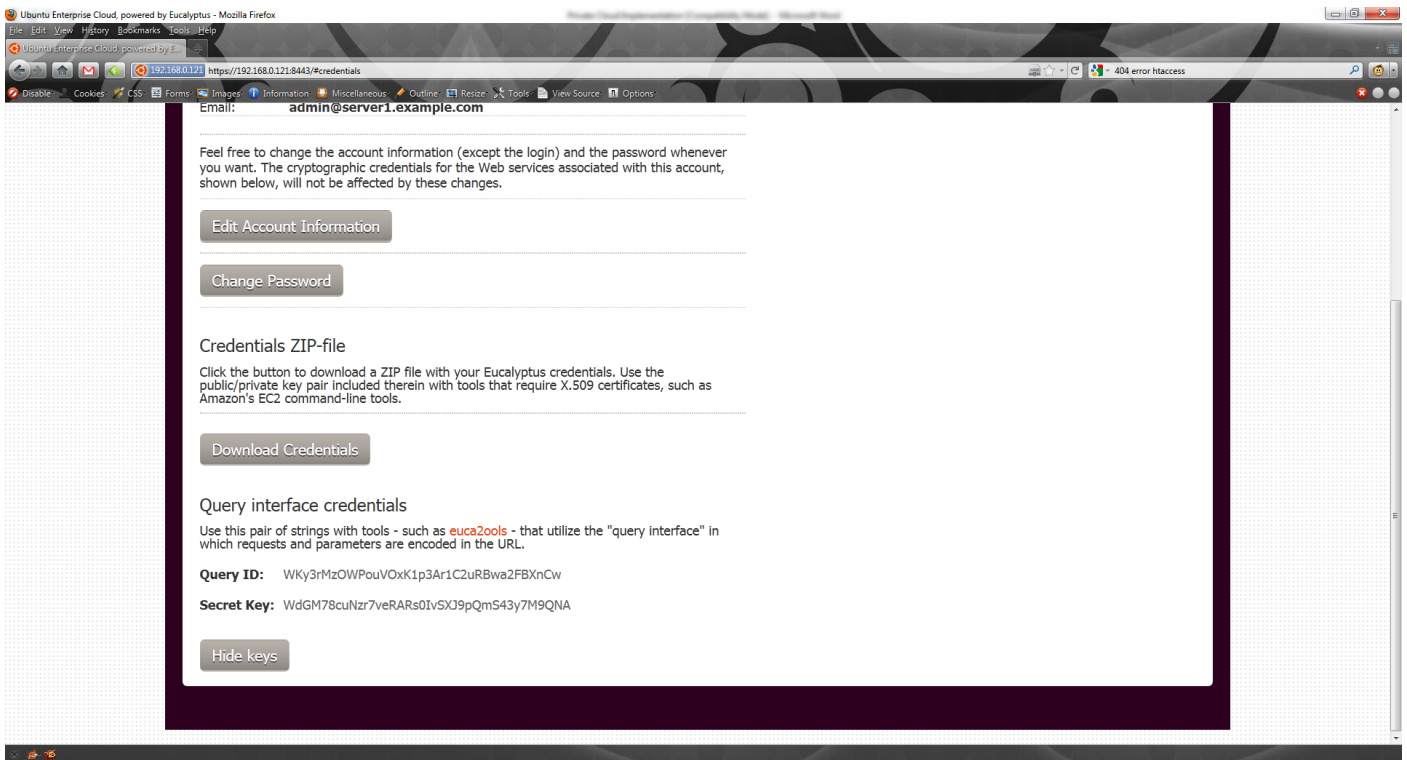 Ubuntu Enterprise Cloud, powered by Eucalyptus - Mozilla Firefox
Private Cloud Implementation [Compatibility Mode] - Microsoft Word
File Edit View History Bookmarks Tools Help
Ubuntu Enterprise Cloud, powered by E...
192.168.0.121 https://192.168.0.121:8443/#credentials
404 error htaccess
Disable Cookies CSS Forms Images Information Miscellaneous Outline Resize Tools View Source Options
Email: admin@server1.example.com
Feel free to change the account information (except the login) and the password whenever
you want. The cryptographic credentials for the Web services associated with this account,
shown below, will not be affected by these changes.
Edit Account Information
Change Password
Credentials ZIP-file
Click the button to download a ZIP file with your Eucalyptus credentials. Use the
public/private key pair included therein with tools that require X.509 certificates, such as
Amazon's EC2 command-line tools.
Download Credentials
Query interface credentials
Use this pair of strings with tools - such as euca2ools - that utilize the "query interface" in
which requests and parameters are encoded in the URL.
Query ID: WKy3rMzOWPouVOxK1p3Ar1C2uRBwa2FBXnCw
Secret Key: WdGM78cuNzr7veRARs0IvSXJ9pQmS43y7M9QNA
Hide keys